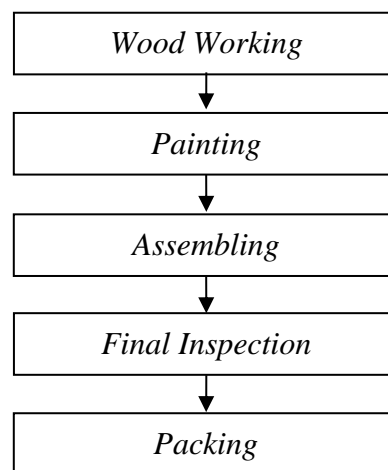 Wood Working
Painting
Assembling
Final Inspection
Packing